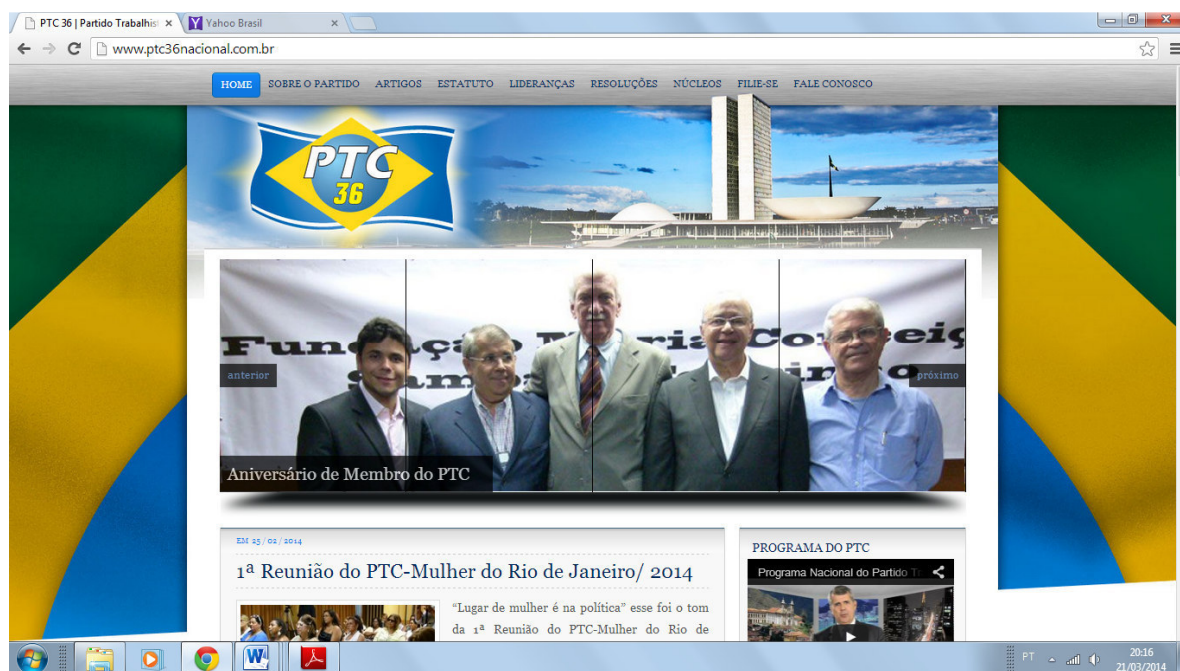 PTC 36 | Partido Trabalhis
Yahoo Brasil
www.ptc36nacional.com.br
HOME SOBRE O PARTIDO ARTIGOS ESTATUTO LIDERANÇAS RESOLUÇÕES NÚCLEOS FILIE-SE FALE CONOSCO
PTC
36
anterior
próximo
Aniversário de Membro do PTC
EM 25/02/2014
1ª Reunião do PTC-Mulher do Rio de Janeiro/ 2014
“Lugar de mulher é na política” esse foi o tom
da 1ª Reunião do PTC-Mulher do Rio de
PROGRAMA DO PTC
Programa Nacional do Partido
PT
20:16
21/03/2014